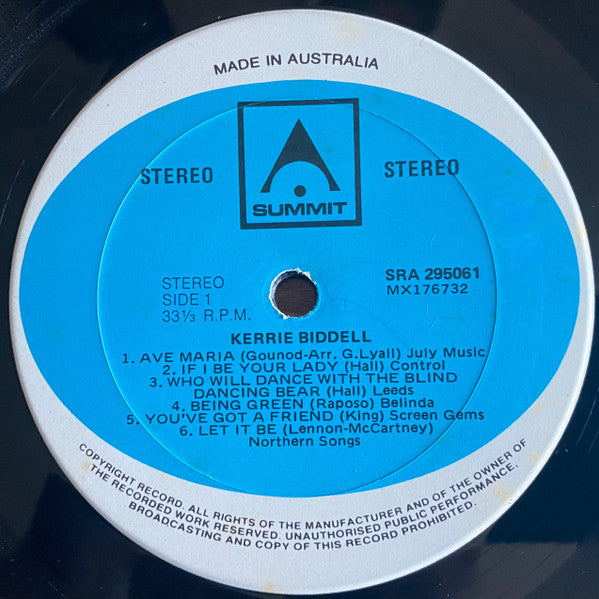 MADE IN AUSTRALIA
STEREO
STEREO
SUMMIT
STEREO
SIDE 1
33⅓ R.P.M.
SRA 295061
MX176732
KERRIE BIDDELL
1. AVE MARIA (Gounod-Arr. G.Lyall) July Music
2. IF I BE YOUR LADY (Hall) Control
3. WHO WILL DANCE WITH THE BLIND
DANCING BEAR (Hall) Leeds
4. BEING GREEN (Raposo) Belinda
5. YOU'VE GOT A FRIEND (King) Screen Gems
6. LET IT BE (Lennon-McCartney)
Northern Songs
COPYRIGHT RECORD. ALL RIGHTS OF THE MANUFACTURER AND OF THE OWNER OF
THE RECORDED WORK RESERVED. UNAUTHORISED PUBLIC PERFORMANCE,
BROADCASTING AND COPY OF THIS RECORD PROHIBITED.